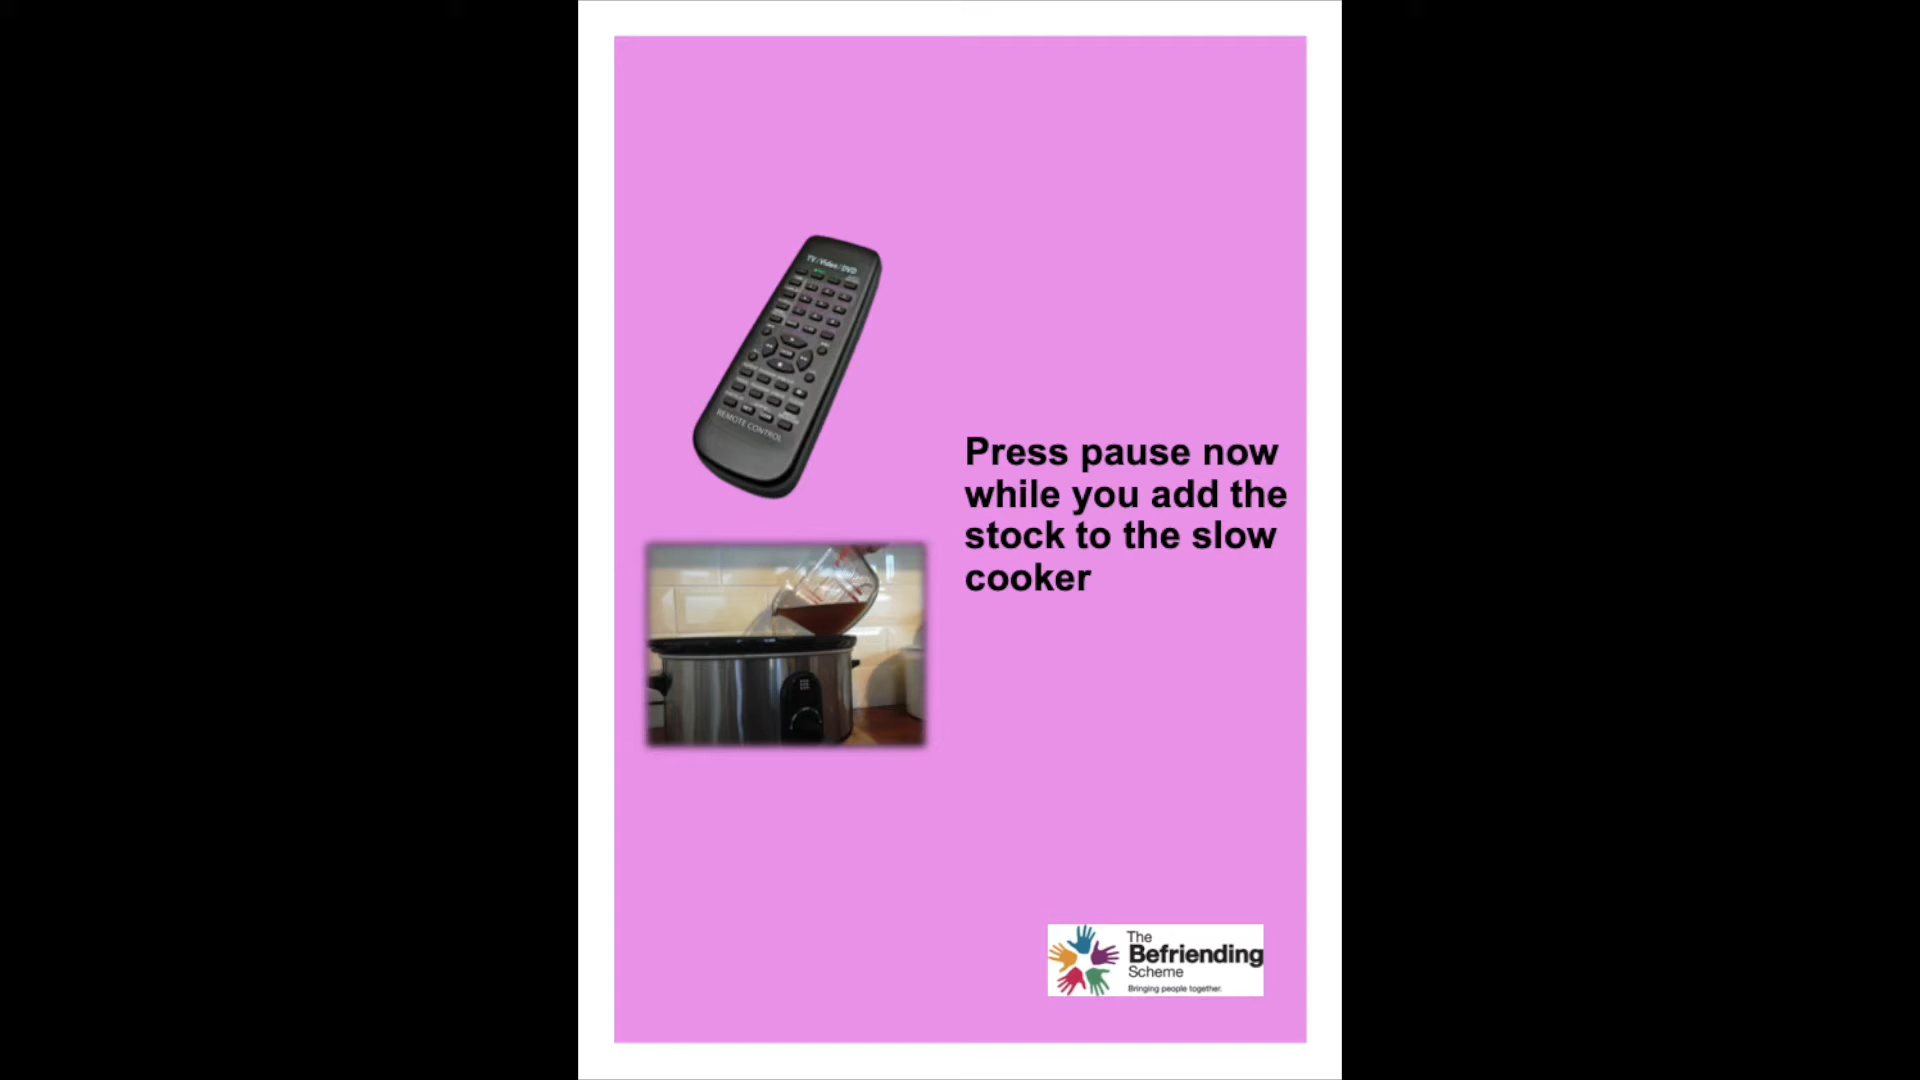 TV/Video/DVD
REMOTE CONTROL
Press pause now
while you add the
stock to the slow
cooker
The
Befriending
Scheme
Bringing people together.